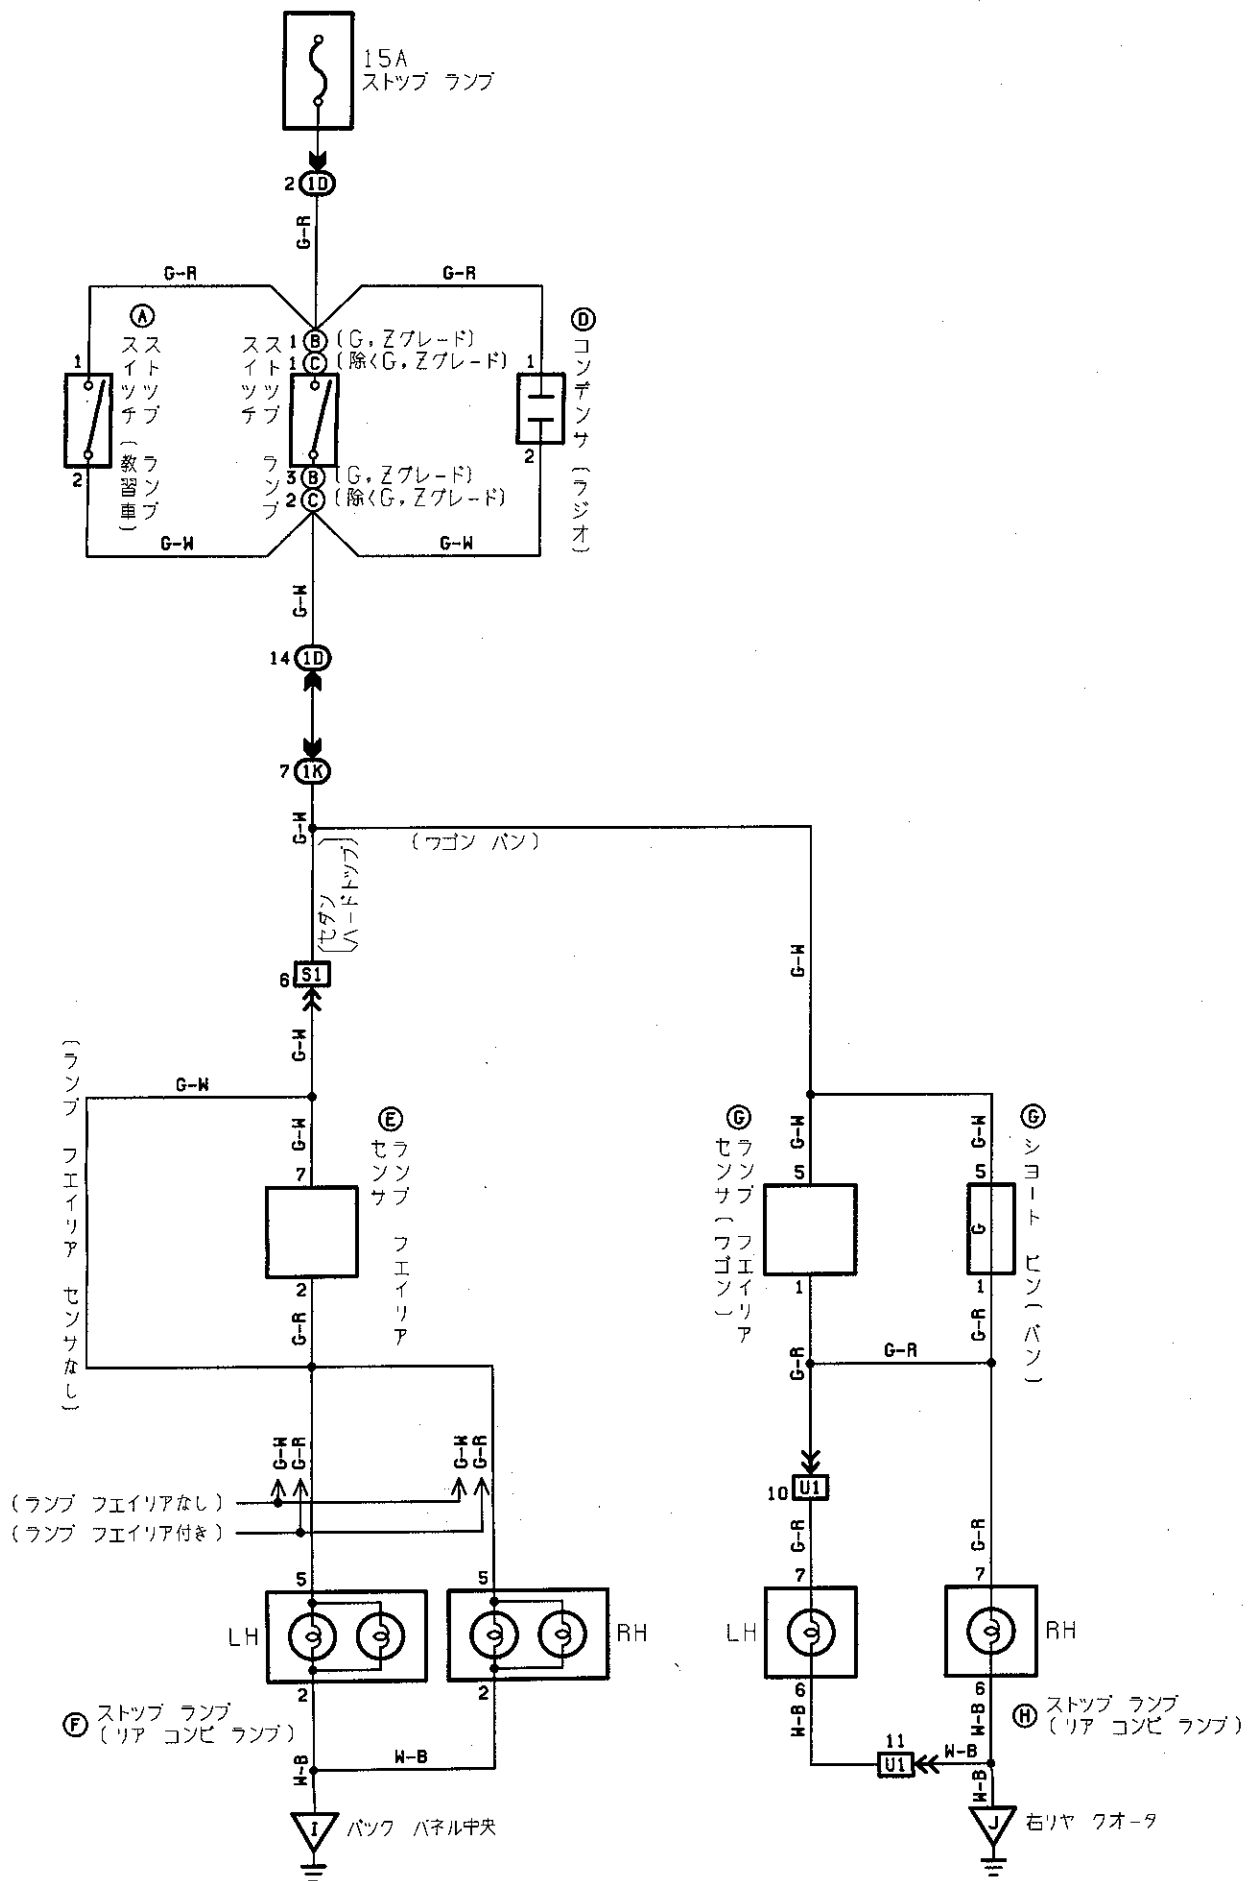 15A
ストップ ランプ
2 1D
G-R
G-R
G-R
A
ストップ ランプ
スイッチ(教習車)
1
2
ストップ ランプ
スイッチ
1 B (G,Zグレード)
1 C (除くG,Zグレード)
3 B (G,Zグレード)
2 C (除くG,Zグレード)
D
コンデンサ(ラジオ)
1
2
G-W
G-W
G-W
14 1D
7 1K
G-W
(ワゴン バン)
(セダン
ハードトップ)
6 S1
G-W
G-W
G-W
(ランプ フェイリア センサなし)
G-W
7
E
ランプ フェイリア
センサ
2
G-R
G-W
5
G
ランプ フェイリア
センサ(ワゴン)
1
G-W
5
G
G
ショート ピン(バン)
1
G-R
G-R
G-R
G-W
G-R
G-W
G-R
(ランプ フェイリアなし)
(ランプ フェイリア付き)
10 U1
G-R
G-R
5
LH
2
5
RH
2
7
LH
6
7
RH
6
F ストップ ランプ
(リア コンビ ランプ)
H ストップ ランプ
(リア コンビ ランプ)
W-B
W-B
W-B
W-B
11
U1
W-B
W-B
I バック パネル中央
J 右リヤ クオータ